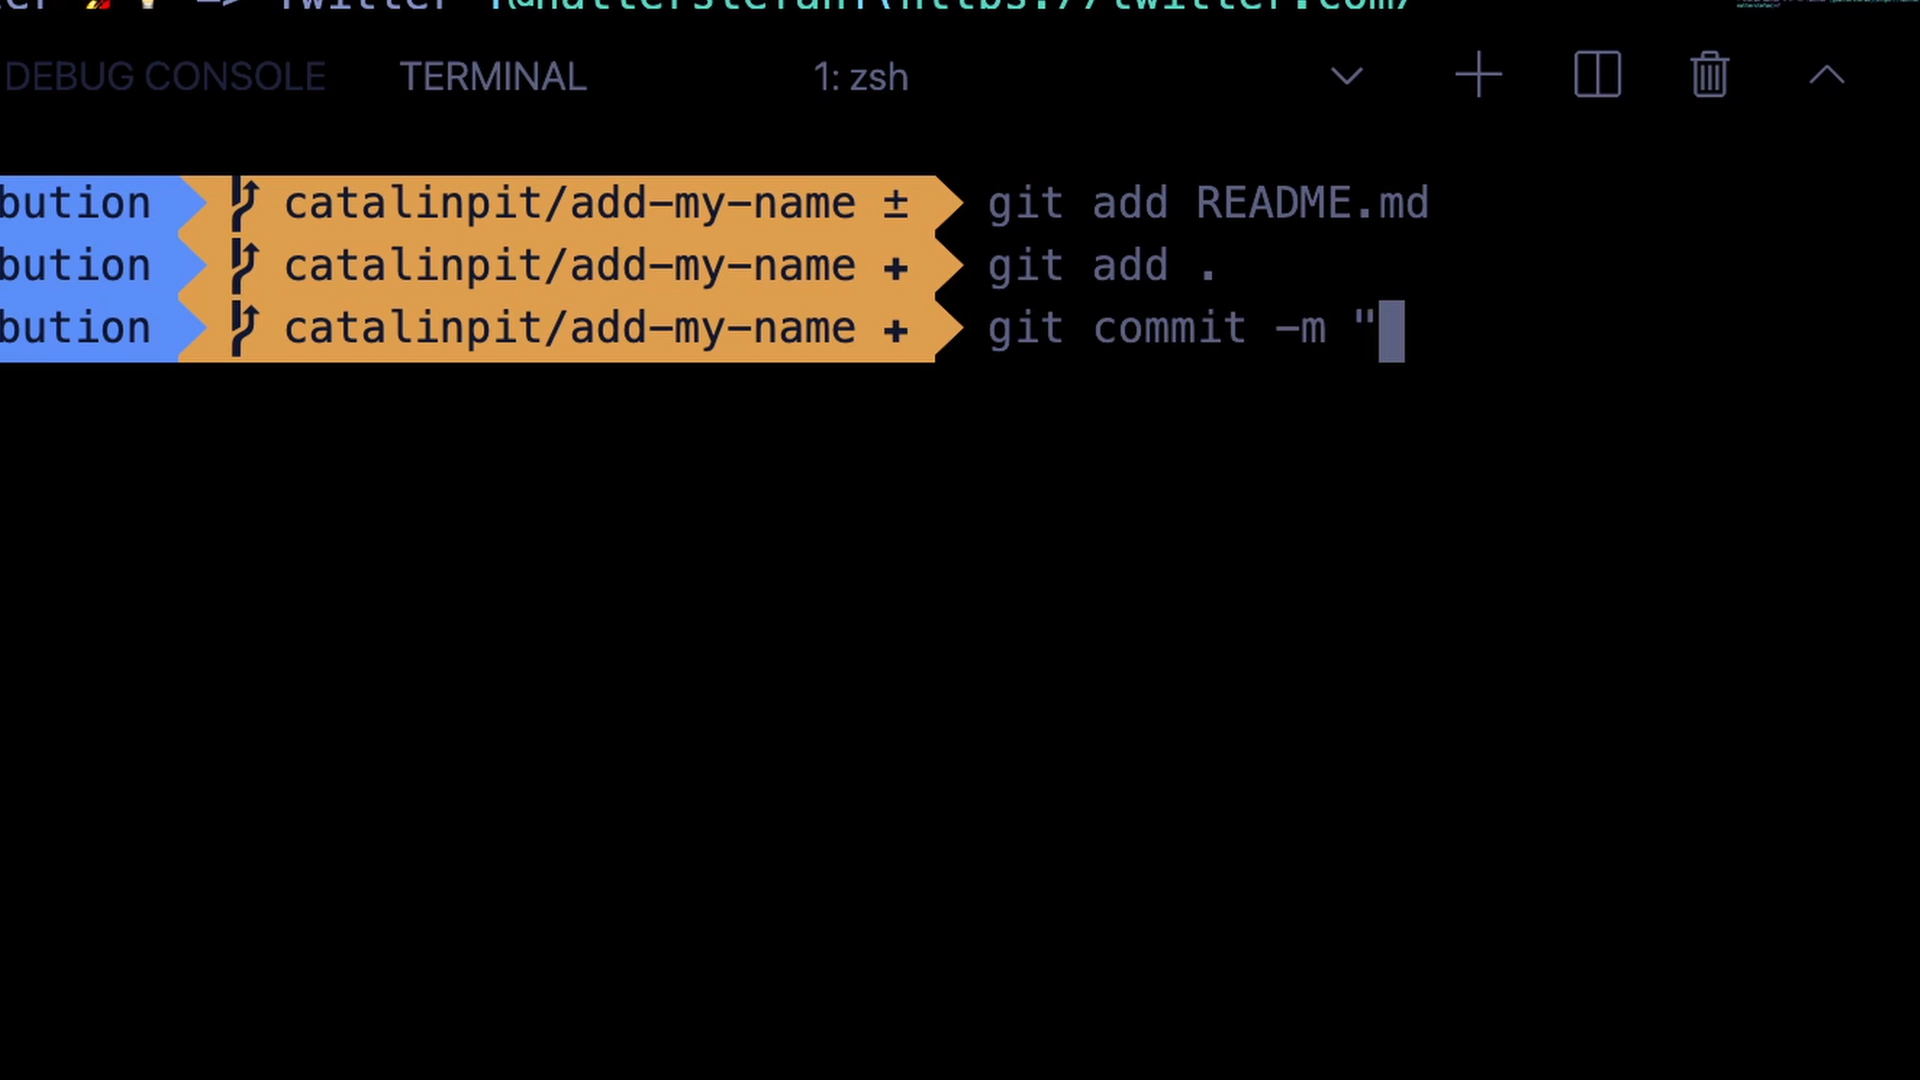 => Twitter
DEBUG CONSOLE TERMINAL 1: zsh
bution catalinpit/add-my-name ± git add README.md
bution catalinpit/add-my-name + git add .
bution catalinpit/add-my-name + git commit -m "